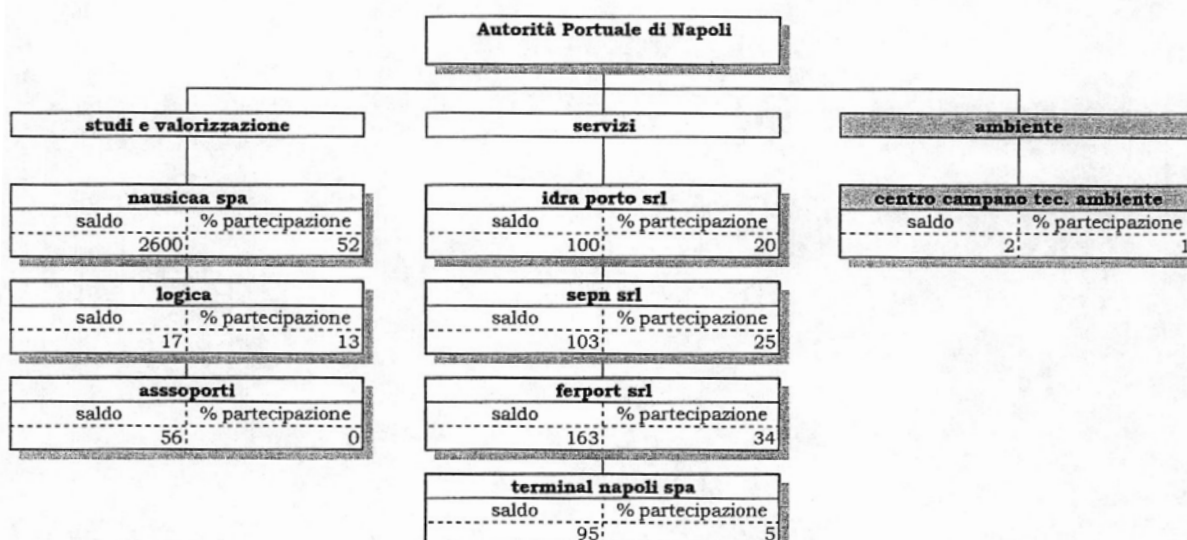 Autorità Portuale di Napoli
studi e valorizzazione
servizi
ambiente
nausicaa spa
saldo % partecipazione
2600 52
logica
saldo % partecipazione
17 13
asssoporti
saldo % partecipazione
56 0
idra porto srl
saldo % partecipazione
100 20
sepn srl
saldo % partecipazione
103 25
ferport srl
saldo % partecipazione
163 34
terminal napoli spa
saldo % partecipazione
95 5
centro campano tec. ambiente
saldo % partecipazione
2 1